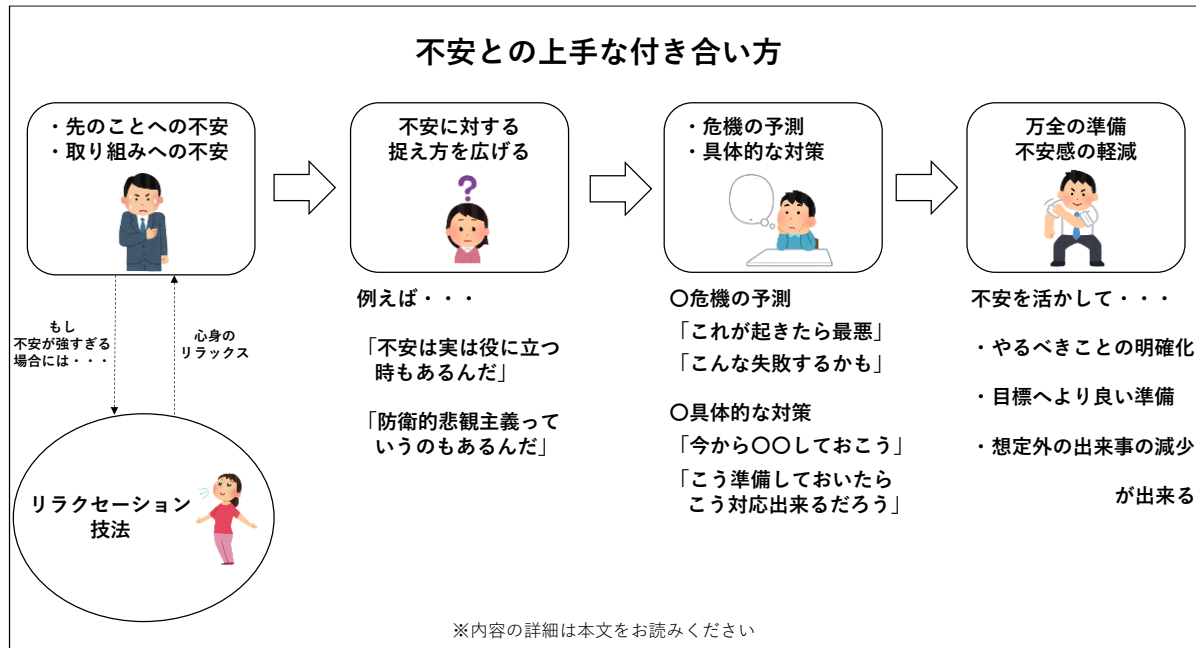 不安との上手な付き合い方
・先のことへの不安
・取り組みへの不安
もし
不安が強すぎる
場合には・・・
心身の
リラックス
リラクセーション
技法
不安に対する
捉え方を広げる
?
例えば・・・
「不安は実は役に立つ
時もあるんだ」
「防衛的悲観主義って
いうのもあるんだ」
・危機の予測
・具体的な対策
〇危機の予測
「これが起きたら最悪」
「こんな失敗するかも」
〇具体的な対策
「今から〇〇しておこう」
「こう準備しておいたら
こう対応出来るだろう」
万全の準備
不安感の軽減
不安を活かして・・・
・やるべきことの明確化
・目標へより良い準備
・想定外の出来事の減少
が出来る
※内容の詳細は本文をお読みください